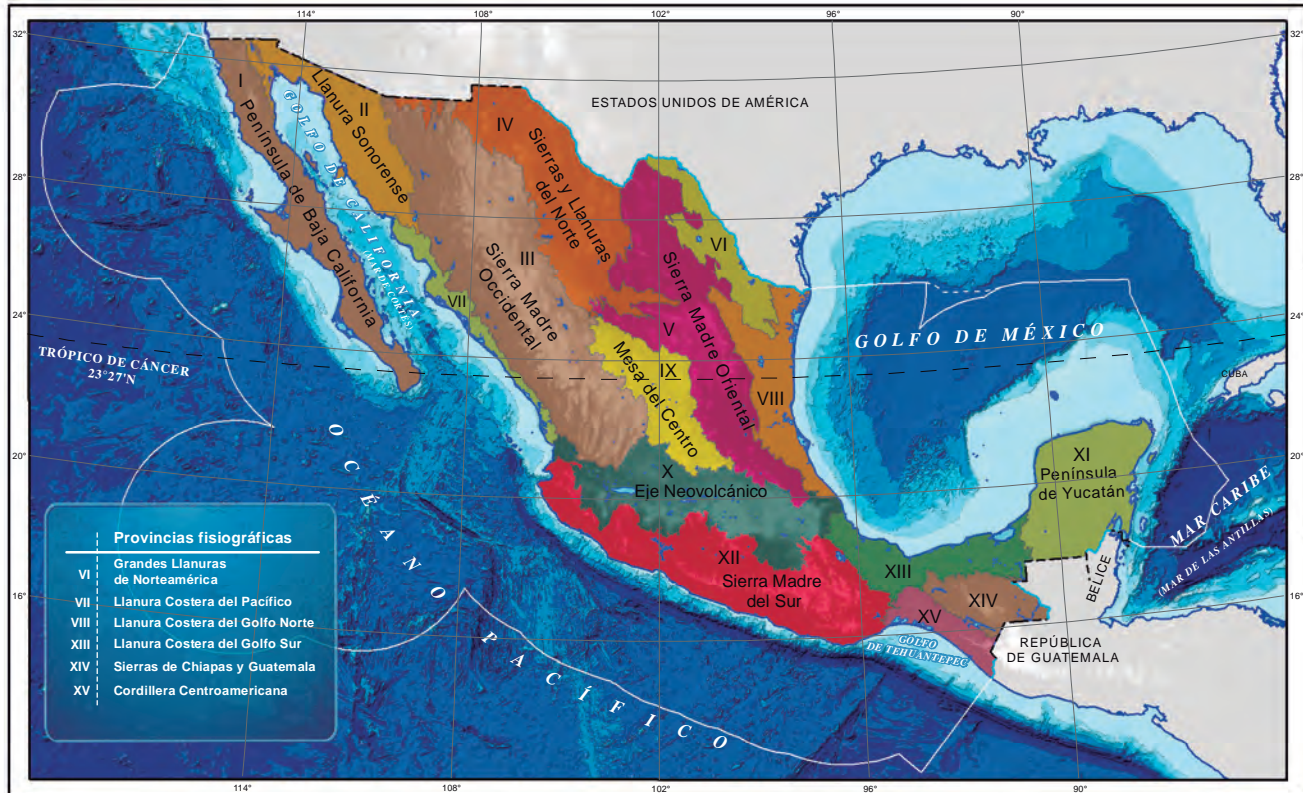 114°
108°
102°
96°
90°
32°
32°
ESTADOS UNIDOS DE AMÉRICA
I
Península de Baja California
II
Llanura Sonorense
GOLFO DE CALIFORNIA
(MAR DE CORTÉS)
III
Sierra Madre
Occidental
IV
Sierras y Llanuras
del Norte
28°
28°
VI
V
Sierra Madre Oriental
VII
24°
24°
GOLFO DE MÉXICO
TRÓPICO DE CÁNCER
23°27'N
IX
Mesa del Centro
VIII
CUBA
20°
20°
X
Eje Neovolcánico
XI
Península
de Yucatán
MAR CARIBE
(MAR DE LAS ANTILLAS)
XII
Sierra Madre
del Sur
XIII
XIV
XV
BELICE
16°
16°
GOLFO
DE TEHUANTEPEC
REPÚBLICA
DE GUATEMALA
OCÉANO PACÍFICO
Provincias fisiográficas
VI Grandes Llanuras
de Norteamérica
VII Llanura Costera del Pacífico
VIII Llanura Costera del Golfo Norte
XIII Llanura Costera del Golfo Sur
XIV Sierras de Chiapas y Guatemala
XV Cordillera Centroamericana
114°
108°
102°
96°
90°